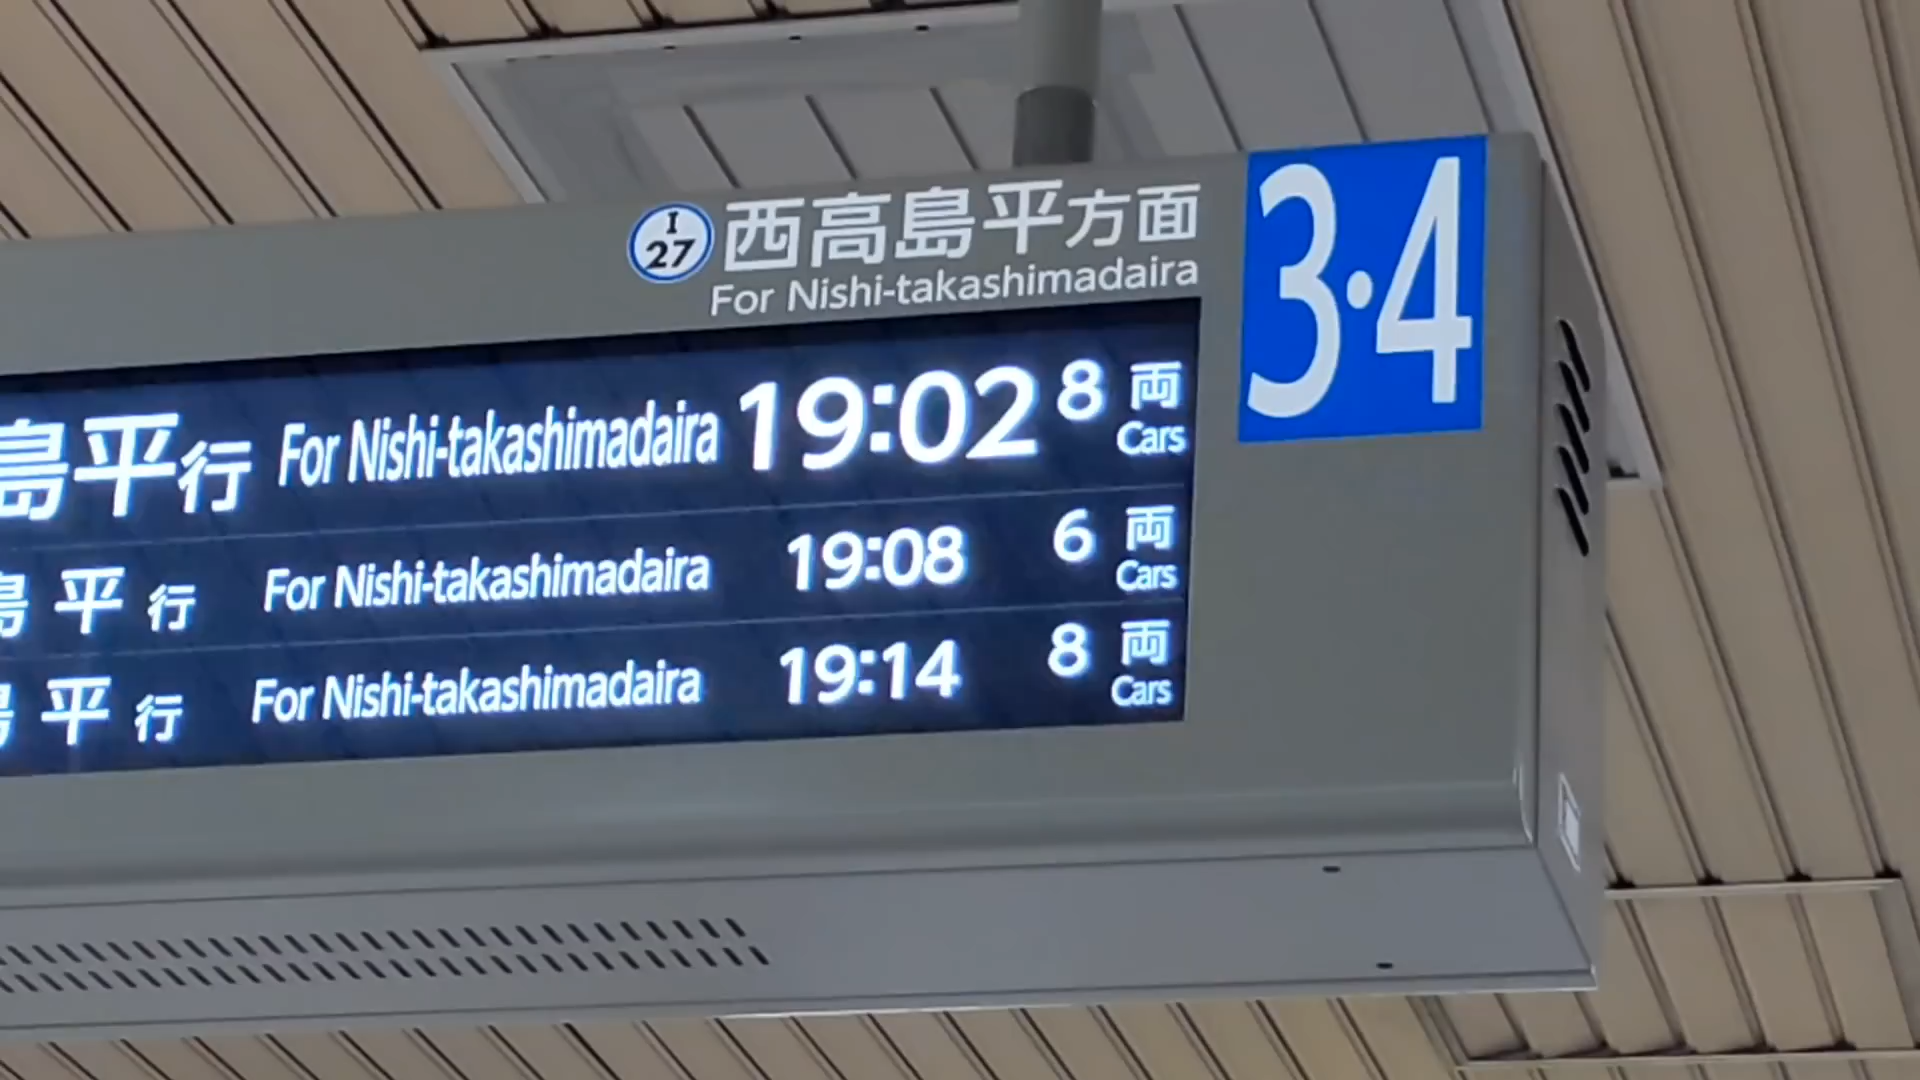 I 27 西高島平方面 3·4
For Nishi-takashimadaira
島平行 For Nishi-takashimadaira 19:02 8両 Cars
島平行 For Nishi-takashimadaira 19:08 6両 Cars
平行 For Nishi-takashimadaira 19:14 8両 Cars